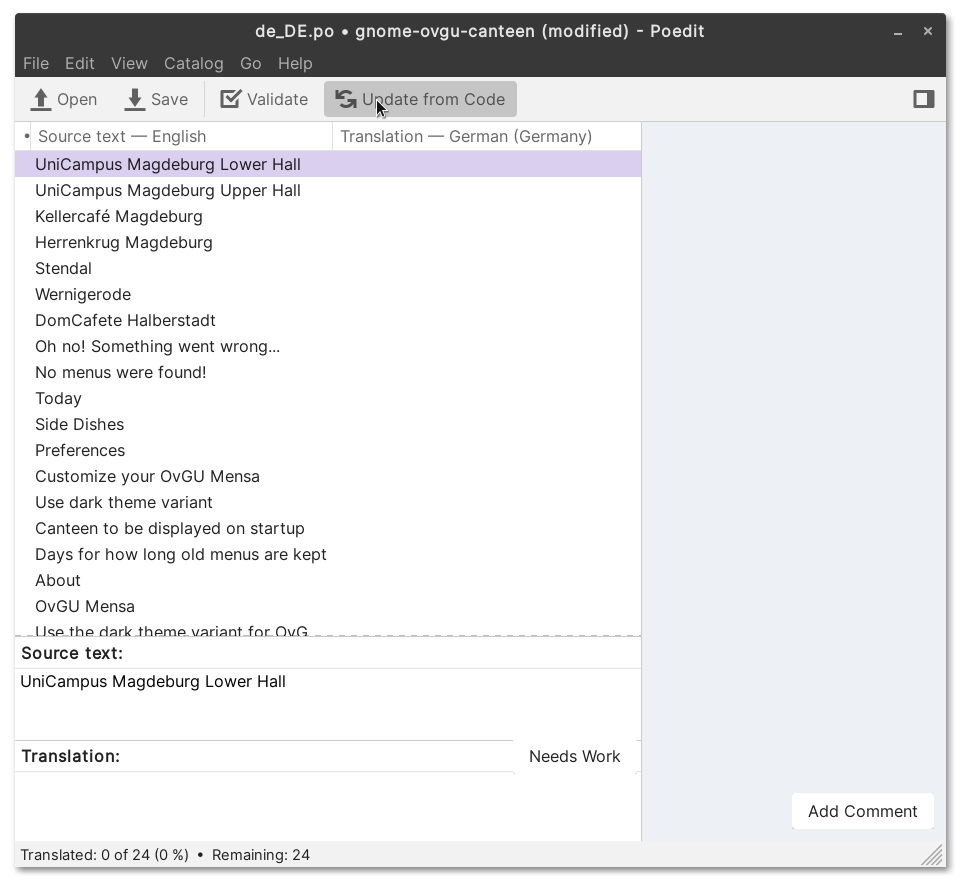 de_DE.po • gnome-ovgu-canteen (modified) - Poedit
File Edit View Catalog Go Help
Open Save Validate Update from Code
• Source text — English Translation — German (Germany)
UniCampus Magdeburg Lower Hall
UniCampus Magdeburg Upper Hall
Kellercafé Magdeburg
Herrenkrug Magdeburg
Stendal
Wernigerode
DomCafete Halberstadt
Oh no! Something went wrong...
No menus were found!
Today
Side Dishes
Preferences
Customize your OvGU Mensa
Use dark theme variant
Canteen to be displayed on startup
Days for how long old menus are kept
About
OvGU Mensa
Use the dark theme variant for OvG
Source text:
UniCampus Magdeburg Lower Hall
Translation: Needs Work
Add Comment
Translated: 0 of 24 (0 %) • Remaining: 24